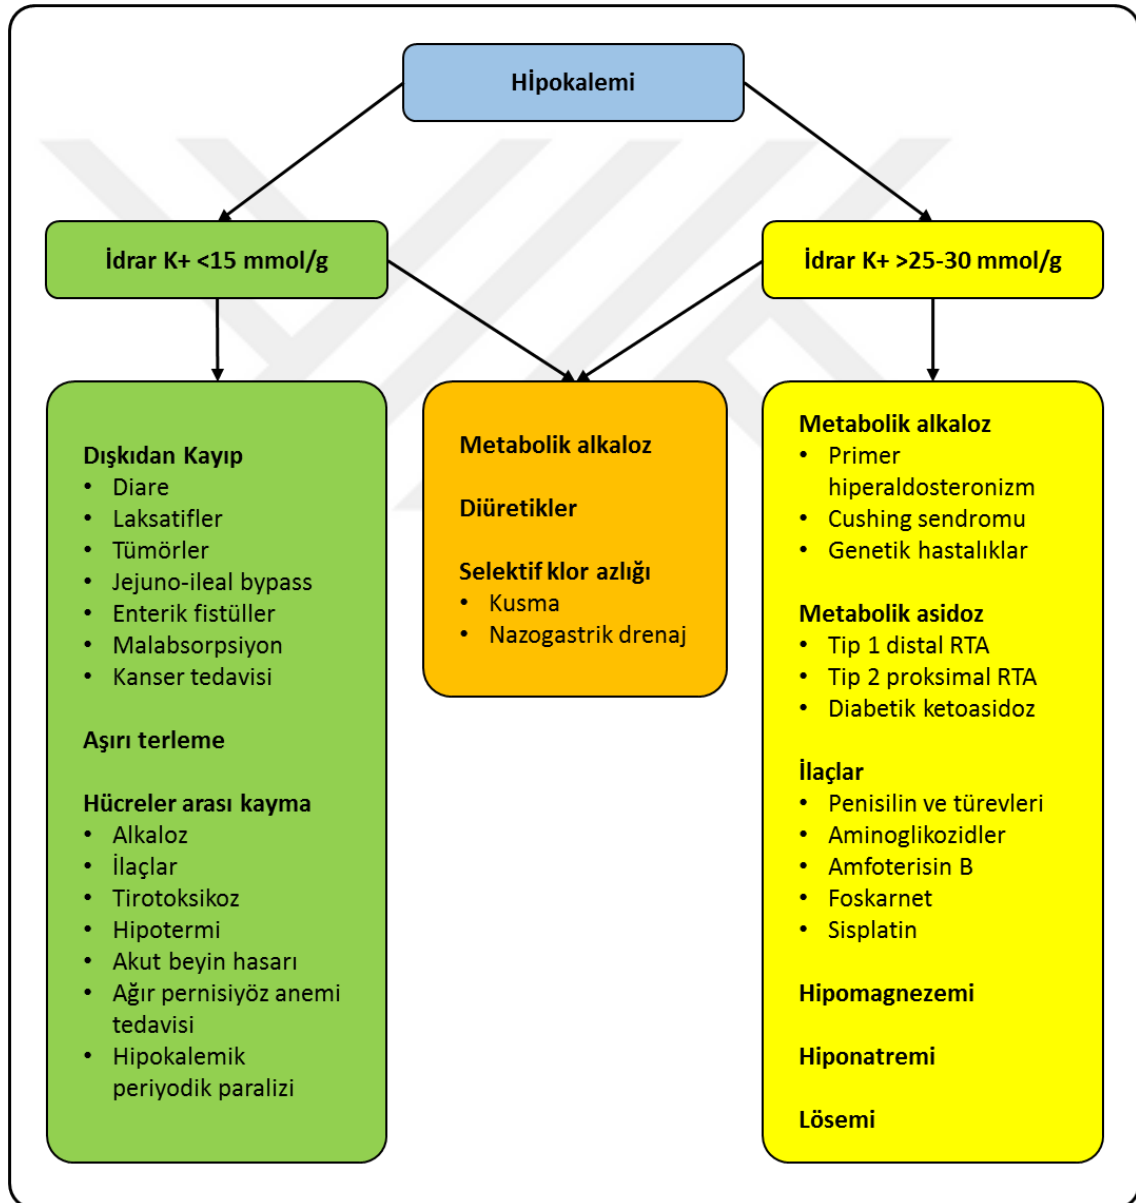 Hİpokalemi
İdrar K+ <15 mmol/g
İdrar K+ >25-30 mmol/g
Dışkıdan Kayıp
• Diare
• Laksatifler
• Tümörler
• Jejuno-ileal bypass
• Enterik fistüller
• Malabsorpsiyon
• Kanser tedavisi
Aşırı terleme
Hücreler arası kayma
• Alkaloz
• İlaçlar
• Tirotoksikoz
• Hipotermi
• Akut beyin hasarı
• Ağır pernisiyöz anemi
tedavisi
• Hipokalemik
periyodik paralizi
Metabolik alkaloz
Diüretikler
Selektif klor azlığı
• Kusma
• Nazogastrik drenaj
Metabolik alkaloz
• Primer
hiperaldosteronizm
• Cushing sendromu
• Genetik hastalıklar
Metabolik asidoz
• Tip 1 distal RTA
• Tip 2 proksimal RTA
• Diabetik ketoasidoz
İlaçlar
• Penisilin ve türevleri
• Aminoglikozidler
• Amfoterisin B
• Foskarnet
• Sisplatin
Hipomagnezemi
Hiponatremi
Lösemi